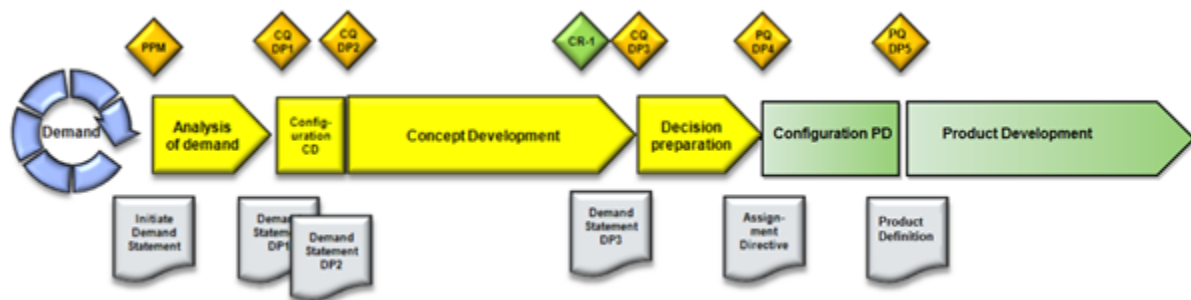 PPM
CQ
DP1
CQ
DP2
CR-1
CQ
DP3
PQ
DP4
PQ
DP5
Demand
Analysis
of demand
Config-
uration
CD
Concept Development
Decision
preparation
Configuration PD
Product Development
Initiate
Demand
Statement
Demand
Statement
DP1
Demand
Statement
DP2
Demand
Statement
DP3
Assign-
ment
Directive
Product
Definition